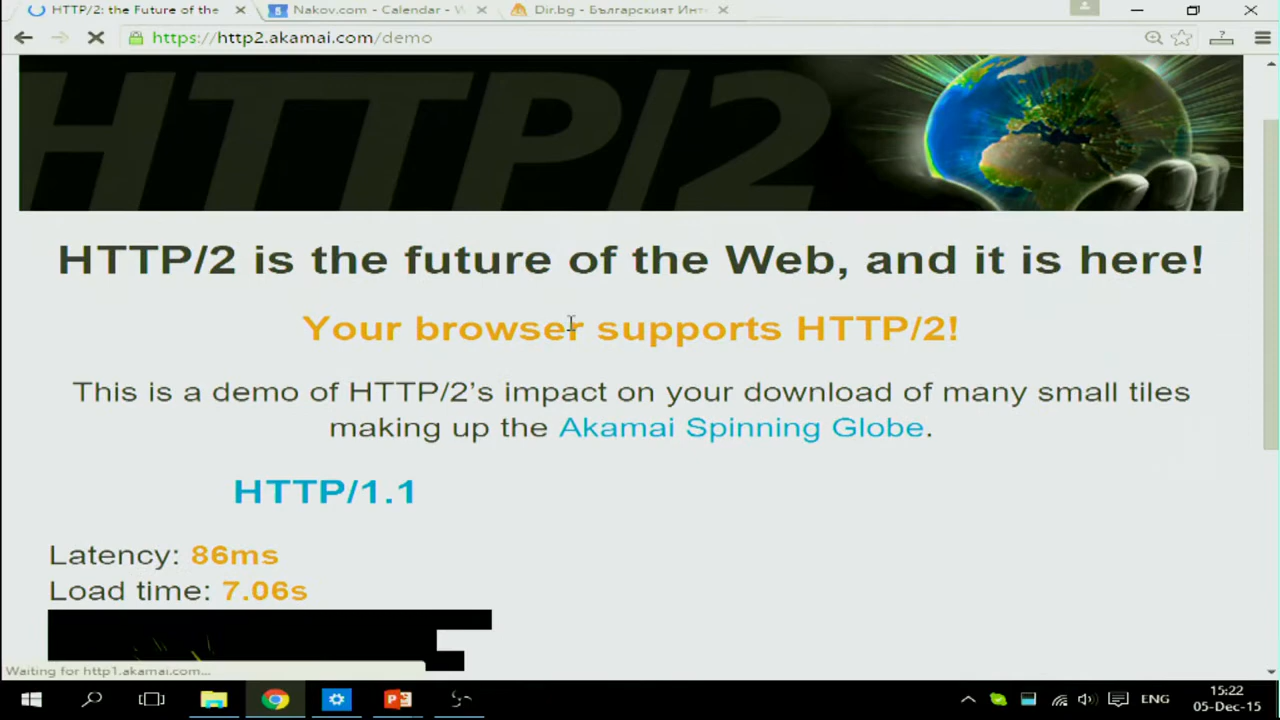 HTTP/2: the Future of the
Nakov.com - Calendar - W
Dir.bg - Българският Инт
https://http2.akamai.com/demo
HTTP/2
HTTP/2 is the future of the Web, and it is here!
Your browser supports HTTP/2!
This is a demo of HTTP/2’s impact on your download of many small tiles
making up the Akamai Spinning Globe.
HTTP/1.1
Latency: 86ms
Load time: 7.06s
Waiting for http1.akamai.com...
ENG
15:22
05-Dec-15